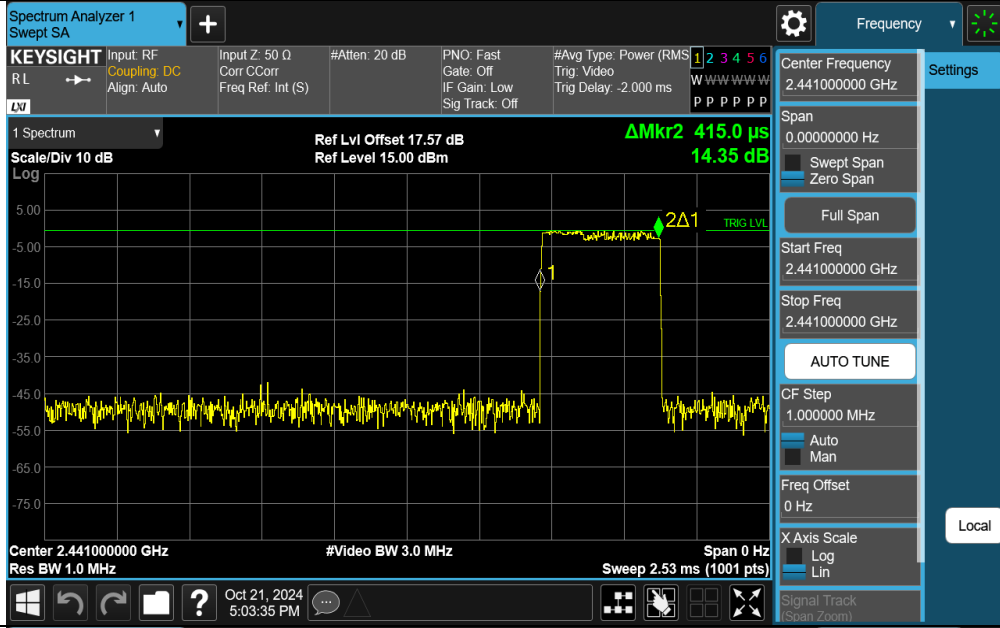 Spectrum Analyzer 1
Swept SA
+
Frequency
KEYSIGHT
RL
LXI
Input: RF
Coupling: DC
Align: Auto
Input Z: 50 Ω
Corr CCorr
Freq Ref: Int (S)
#Atten: 20 dB
PNO: Fast
Gate: Off
IF Gain: Low
Sig Track: Off
#Avg Type: Power (RMS
Trig: Video
Trig Delay: -2.000 ms
1 2 3 4 5 6
W W W W W W
P P P P P P
1 Spectrum
Scale/Div 10 dB
Log
Ref Lvl Offset 17.57 dB
Ref Level 15.00 dBm
ΔMkr2 415.0 µs
14.35 dB
5.00
-5.00
-15.0
-25.0
-35.0
-45.0
-55.0
-65.0
-75.0
2Δ1
TRIG LVL
1
Center 2.441000000 GHz
Res BW 1.0 MHz
#Video BW 3.0 MHz
Span 0 Hz
Sweep 2.53 ms (1001 pts)
Center Frequency
2.441000000 GHz
Span
0.00000000 Hz
Swept Span
Zero Span
Full Span
Start Freq
2.441000000 GHz
Stop Freq
2.441000000 GHz
AUTO TUNE
CF Step
1.000000 MHz
Auto
Man
Freq Offset
0 Hz
X Axis Scale
Log
Lin
Signal Track
(Span Zoom)
Settings
Local
?
Oct 21, 2024
5:03:35 PM